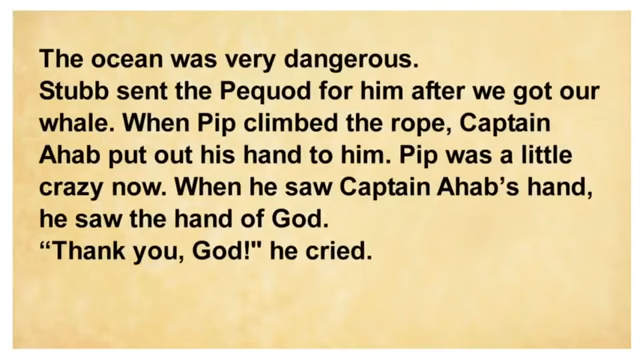 The ocean was very dangerous.
Stubb sent the Pequod for him after we got our
whale. When Pip climbed the rope, Captain
Ahab put out his hand to him. Pip was a little
crazy now. When he saw Captain Ahab’s hand,
he saw the hand of God.
“Thank you, God!" he cried.